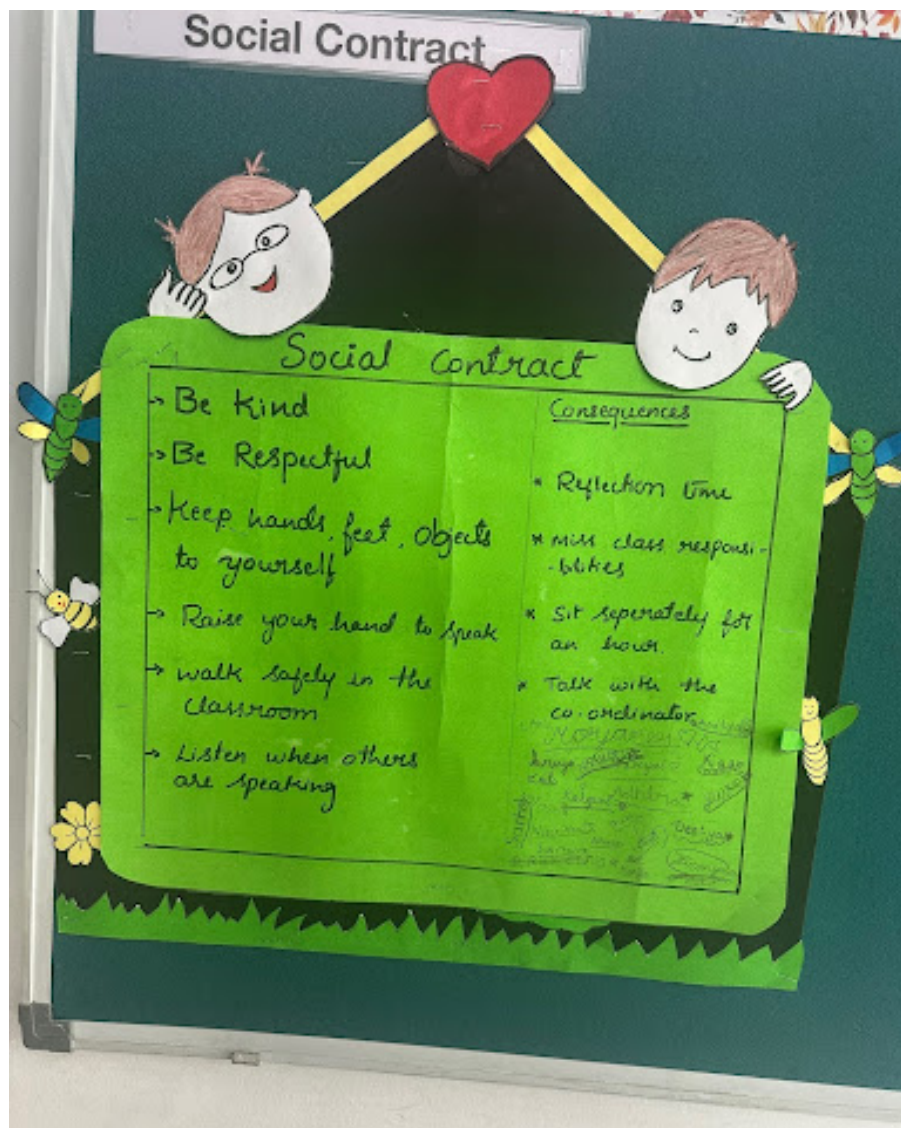 Social Contract
Social Contract
→ Be Kind
→ Be Respectful
→ Keep hands, feet, objects
to yourself
→ Raise your hand to speak
→ walk safely in the
classroom
→ Listen when others
are speaking
Consequences
* Reflection time
* Miss class responsi-
-bilities
* Sit seperately for
an hour.
* Talk with the
co-ordinator